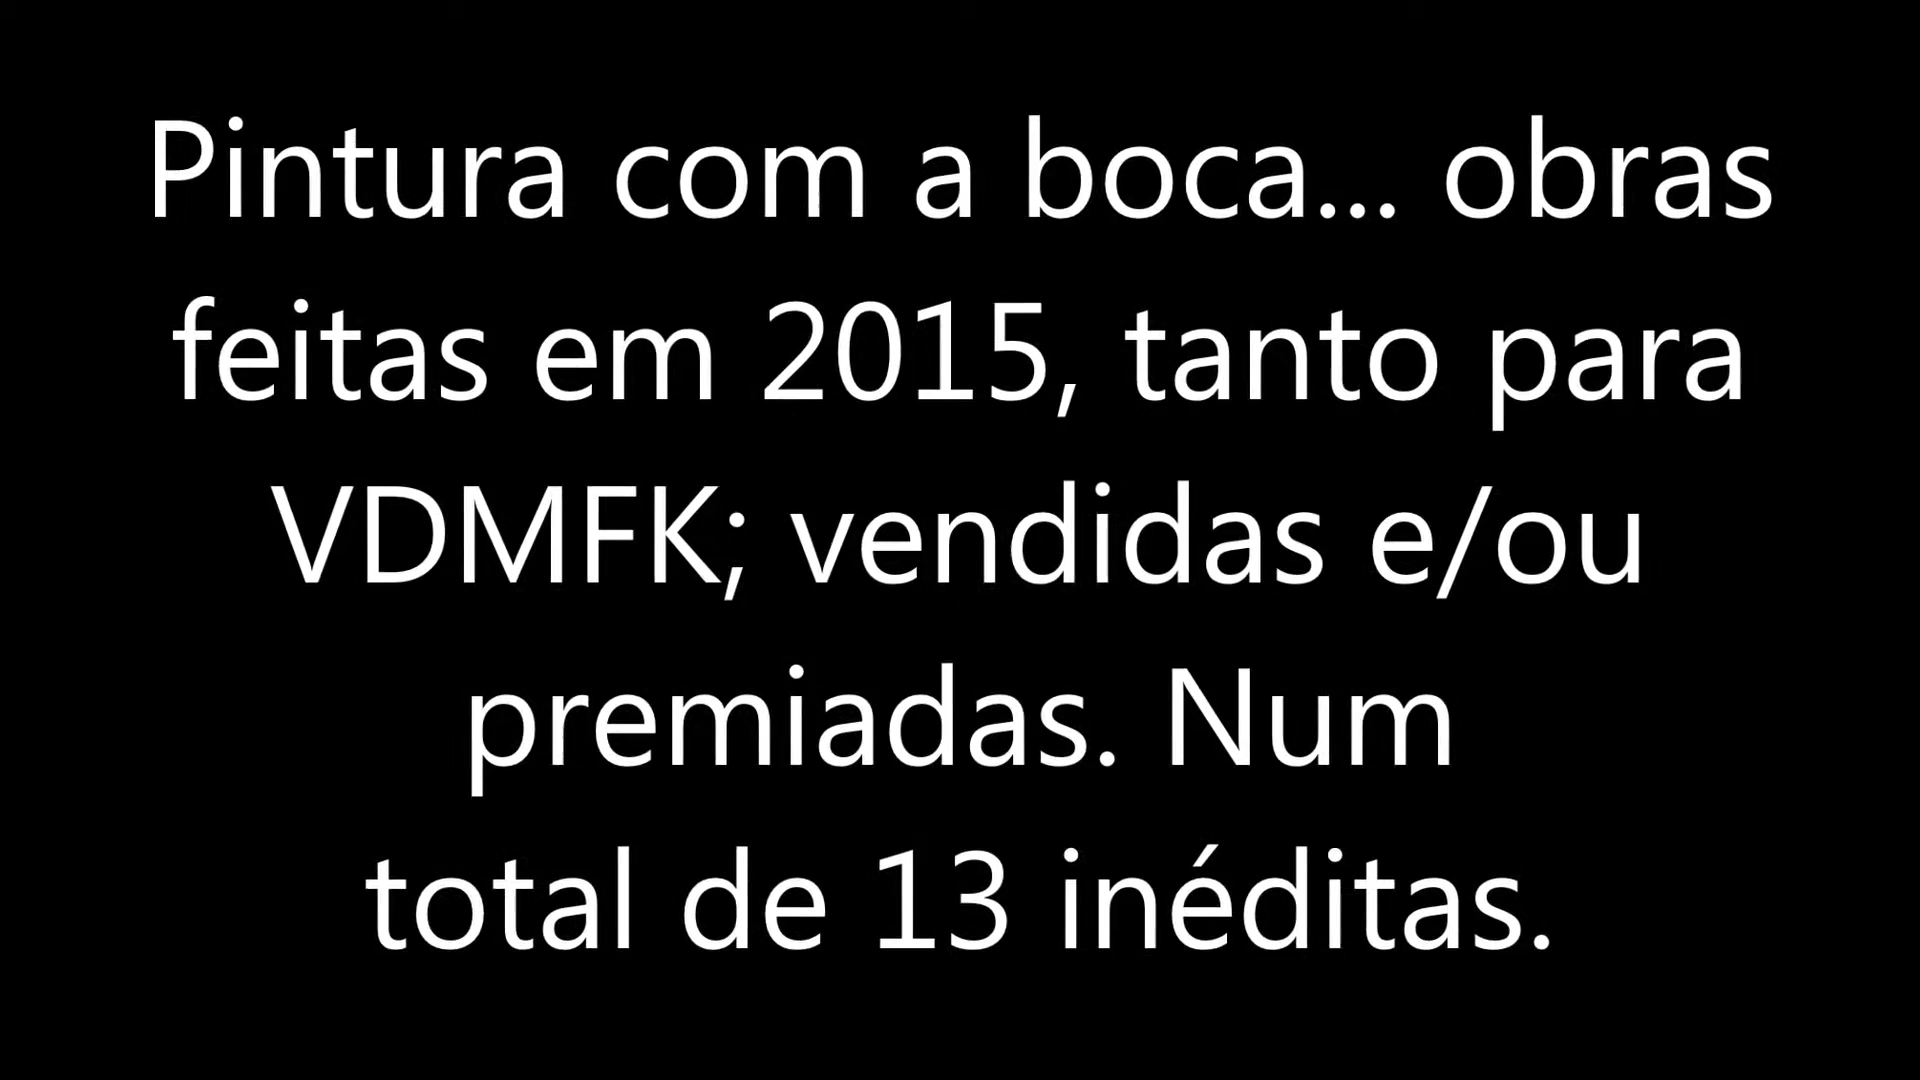 Pintura com a boca... obras
feitas em 2015, tanto para
VDMFK; vendidas e/ou
premiadas. Num
total de 13 inéditas.